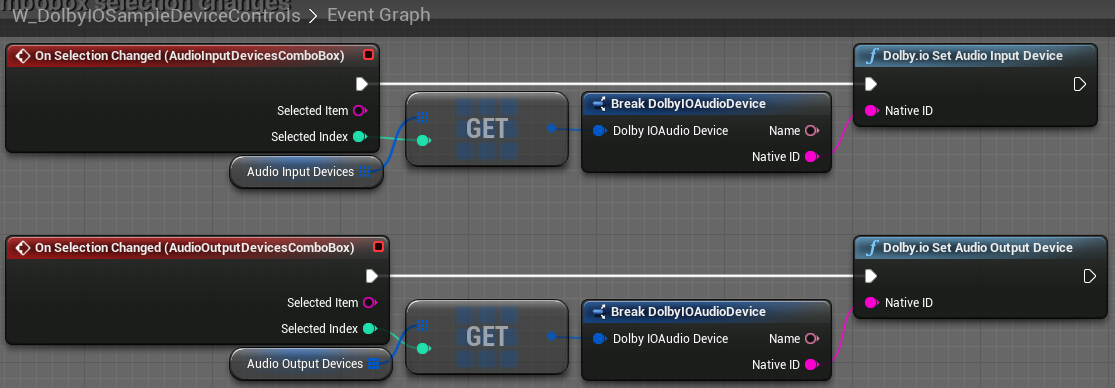 mbobox selection changes
W_DolbyIOSampleDeviceControls > Event Graph
On Selection Changed (AudioInputDevicesComboBox)
Selected Item
Selected Index
Audio Input Devices
GET
Break DolbyIOAudioDevice
Dolby IOAudio Device
Name
Native ID
f Dolby.io Set Audio Input Device
Native ID
On Selection Changed (AudioOutputDevicesComboBox)
Selected Item
Selected Index
Audio Output Devices
GET
Break DolbyIOAudioDevice
Dolby IOAudio Device
Name
Native ID
f Dolby.io Set Audio Output Device
Native ID